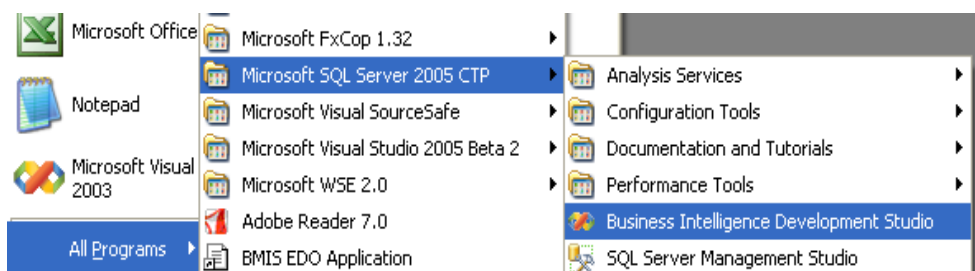 Microsoft Office
Notepad
Microsoft Visual
2003
All Programs
Microsoft FxCop 1.32
Microsoft SQL Server 2005 CTP
Microsoft Visual SourceSafe
Microsoft Visual Studio 2005 Beta 2
Microsoft WSE 2.0
Adobe Reader 7.0
BMIS EDO Application
Analysis Services
Configuration Tools
Documentation and Tutorials
Performance Tools
Business Intelligence Development Studio
SQL Server Management Studio